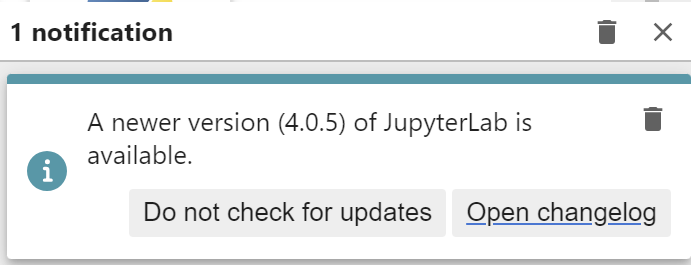 1 notification
A newer version (4.0.5) of JupyterLab is
available.
Do not check for updates Open changelog